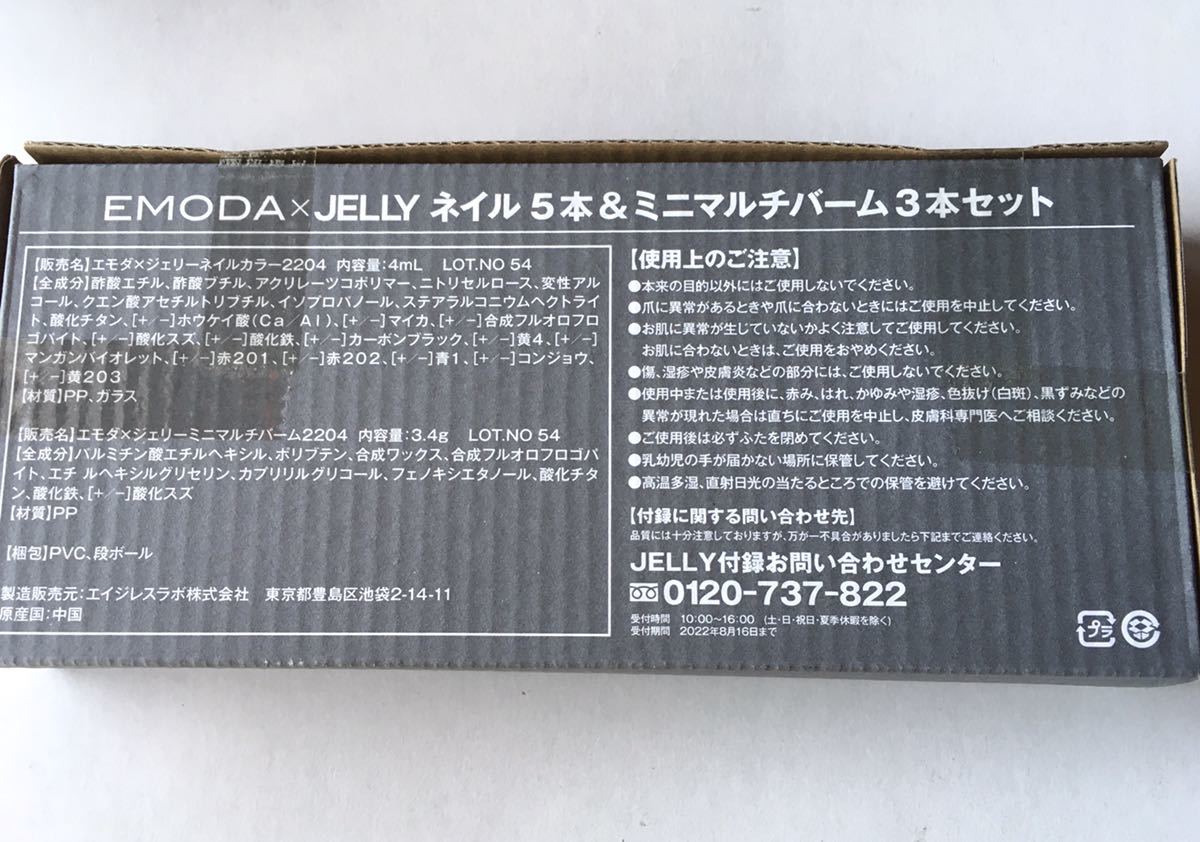 EMODA×JELLY ネイル5本&ミニマルチバーム3本セット
【販売名】エモダ×ジェリーネイルカラー2204 内容量:4mL LOT.NO 54
【全成分】酢酸エチル、酢酸ブチル、アクリレーツコポリマー、ニトリセルロース、変性アル
コール、クエン酸アセチルトリブチル、イソプロパノール、ステアラルコニウムヘクトライ
ト、酸化チタン、[+/-]ホウケイ酸(Ca/Al)、[+/-]マイカ、[+/-]合成フルオロフロ
ゴパイト、[+/-]酸化スズ、[+/-]酸化鉄、[+/-]カーボンブラック、[+/-]黄4、[+/-]
マンガンバイオレット、[+/-]赤201、[+/-]赤202、[+/-]青1、[+/-]コンジョウ、
[+/-]黄203
【材質】PP、ガラス
【販売名】エモダ×ジェリーミニマルチバーム2204 内容量:3.4g LOT.NO 54
【全成分】パルミチン酸エチルヘキシル、ポリブテン、合成ワックス、合成フルオロフロゴパ
イト、エチルヘキシルグリセリン、カプリリルグリコール、フェノキシエタノール、酸化チタ
ン、酸化鉄、[+/-]酸化スズ
【材質】PP
【梱包】PVC、段ボール
製造販売元:エイジレスラボ株式会社 東京都豊島区池袋2-14-11
原産国:中国
【使用上のご注意】
●本来の目的以外にはご使用しないでください。
●爪に異常があるときや爪に合わないときにはご使用を中止してください。
●お肌に異常が生じていないかよく注意してご使用してください。
お肌に合わないときは、ご使用をおやめください。
●傷、湿疹や皮膚炎などの部分には、ご使用しないでください。
●使用中または使用後に、赤み、はれ、かゆみや湿疹、色抜け(白斑)、黒ずみなどの
異常が現れた場合は直ちにご使用を中止し、皮膚科専門医へご相談ください。
●ご使用後は必ずふたを閉めてください。
●乳幼児の手が届かない場所に保管してください。
●高温多湿、直射日光の当たるところでの保管を避けてください。
【付録に関する問い合わせ先】
品質には十分注意しておりますが、万が一不具合がありましたら下記までご連絡ください。
JELLY付録お問い合わせセンター
0120-737-822
受付時間 10:00~16:00 (土・日・祝日・夏季休暇を除く)
受付期間 2022年8月16日まで
プラ